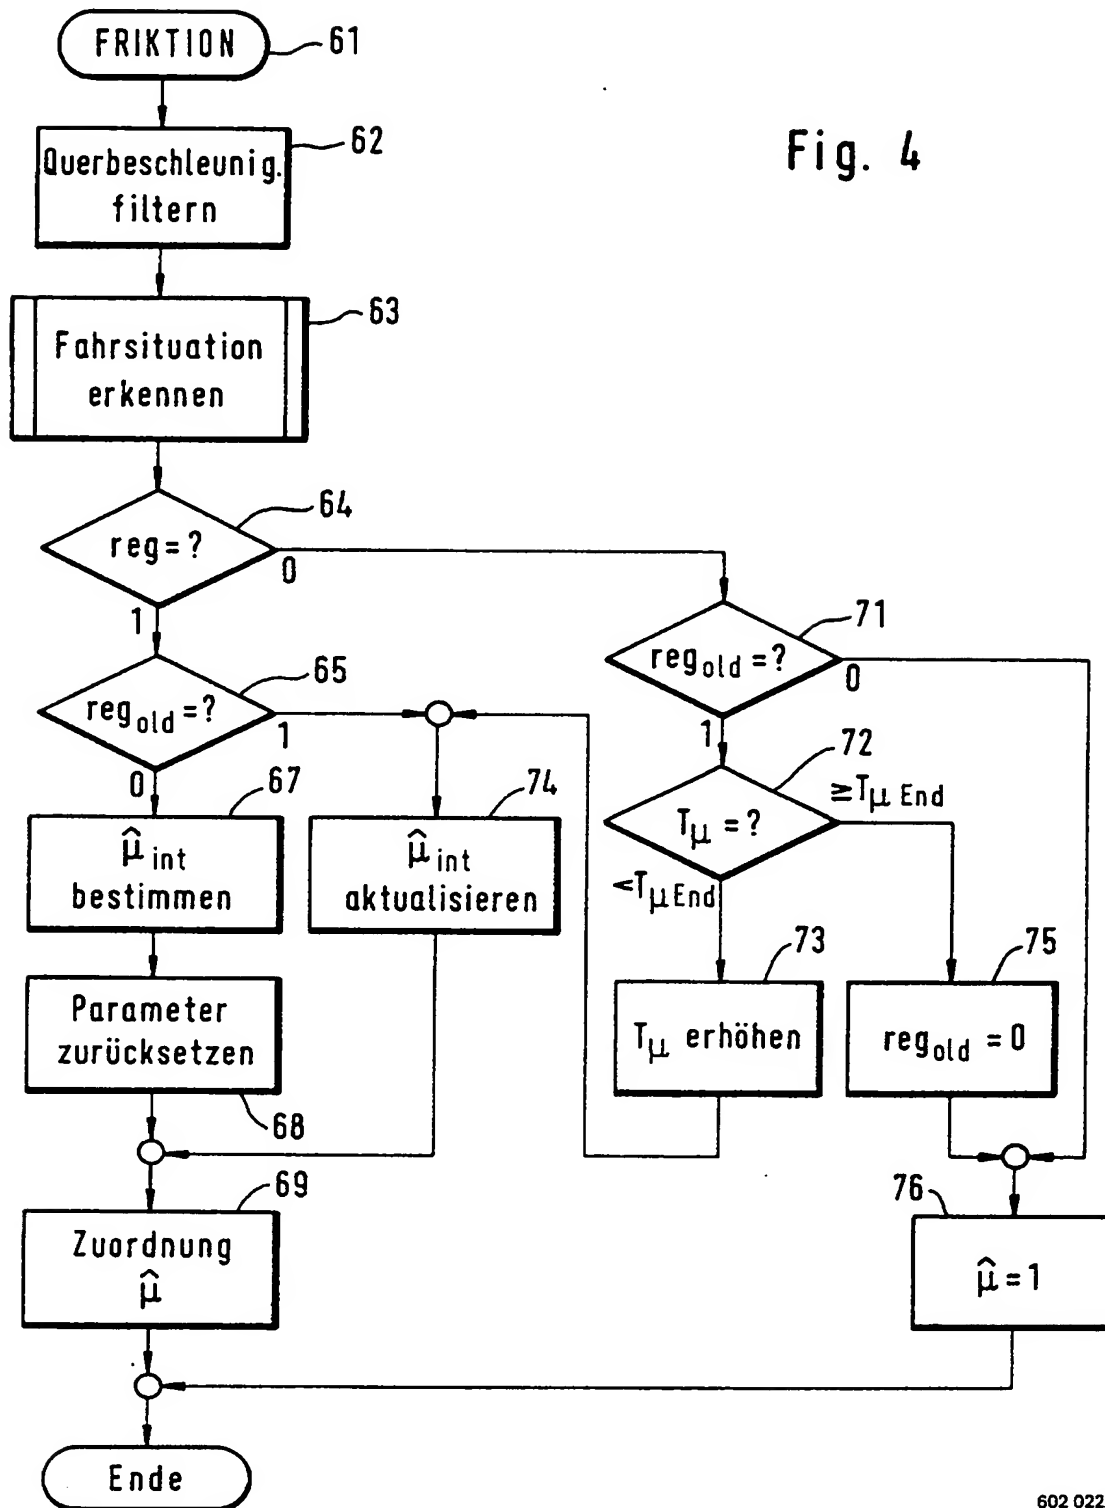 FRIKTION
61
Querbeschleunig.
filtern
62
Fig. 4
Fahrsituation
erkennen
63
reg = ?
64
0
1
reg_old = ?
65
1
0
reg_old = ?
71
0
1
T_μ = ?
72
≧T_μ End
<T_μ End
μ̂_int
bestimmen
67
μ̂_int
aktualisieren
74
Parameter
zurücksetzen
68
T_μ erhöhen
73
reg_old = 0
75
Zuordnung
μ̂
69
μ̂ = 1
76
Ende
602 022